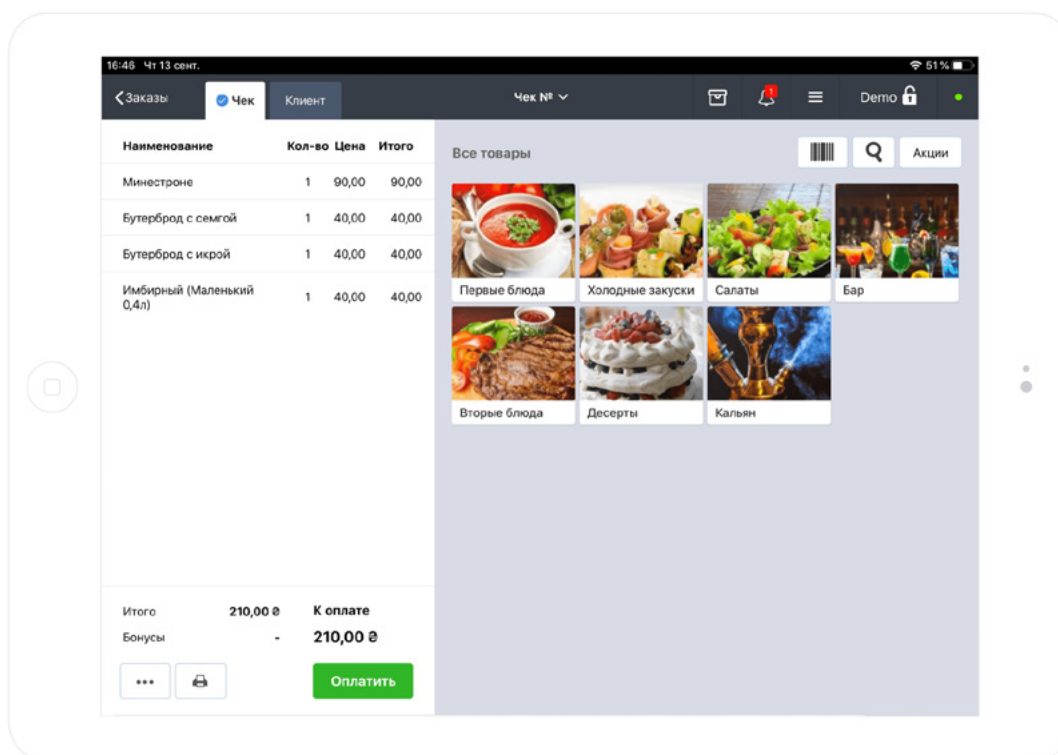 16:46 Чт 13 сент.
51%
Заказы
Чек
Клиент
Чек №
1
Demo
Наименование Кол-во Цена Итого
Минестроне 1 90,00 90,00
Бутерброд с семгой 1 40,00 40,00
Бутерброд с икрой 1 40,00 40,00
Имбирный (Маленький
0,4л) 1 40,00 40,00
Итого 210,00 ₴
Бонусы -
К оплате
210,00 ₴
Оплатить
Все товары
Акции
Первые блюда
Холодные закуски
Салаты
Бар
Вторые блюда
Десерты
Кальян